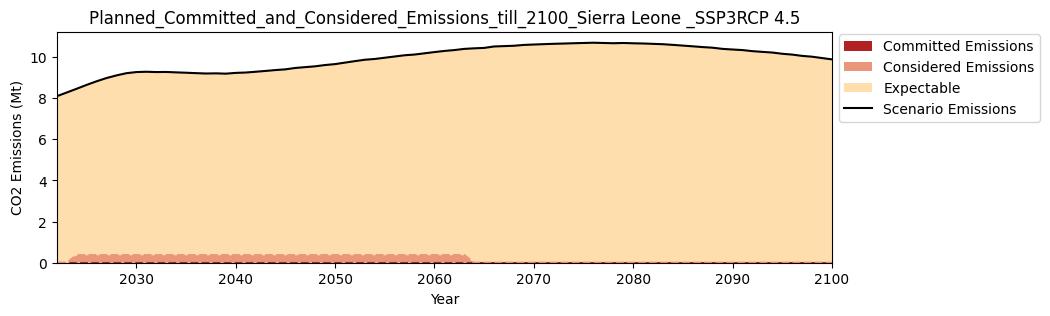 Planned_Committed_and_Considered_Emissions_till_2100_Sierra Leone _SSP3RCP 4.5
Committed Emissions
Considered Emissions
Expectable
Scenario Emissions
CO2 Emissions (Mt)
10
8
6
4
2
0
2030 2040 2050 2060 2070 2080 2090 2100
Year